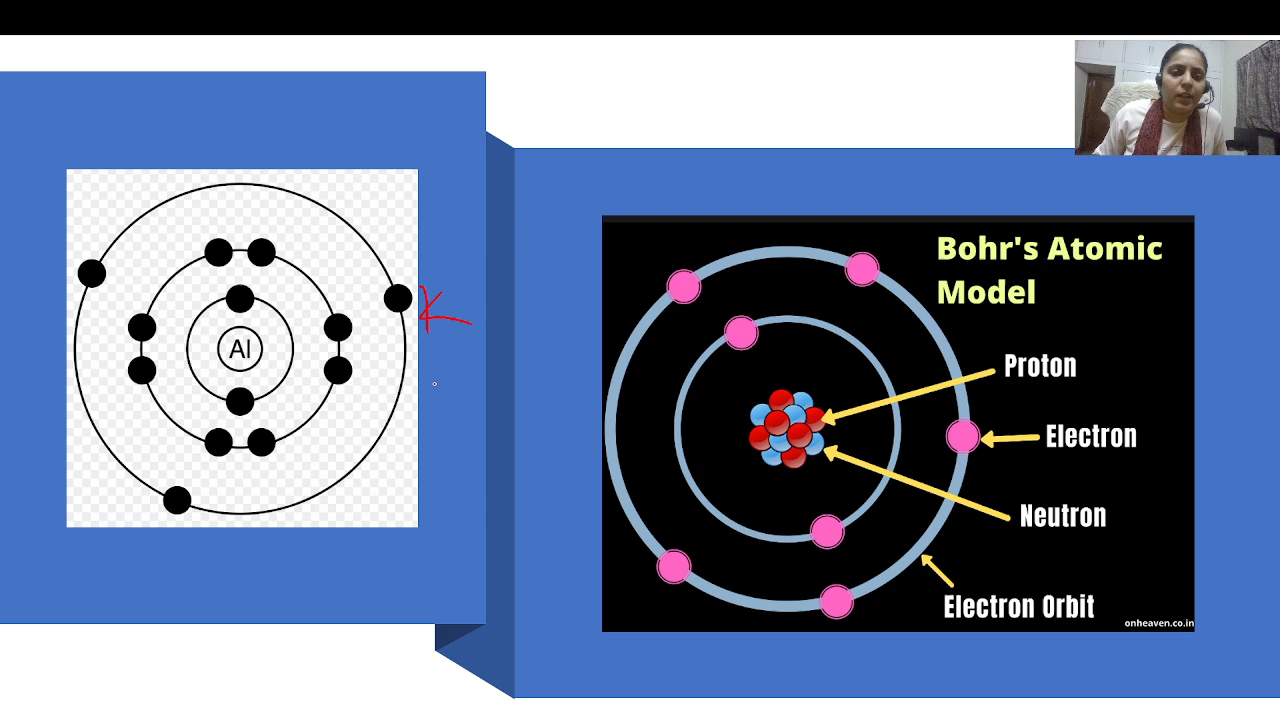 Al
Bohr's Atomic
Model
Proton
Electron
Neutron
Electron Orbit
onheaven.co.in